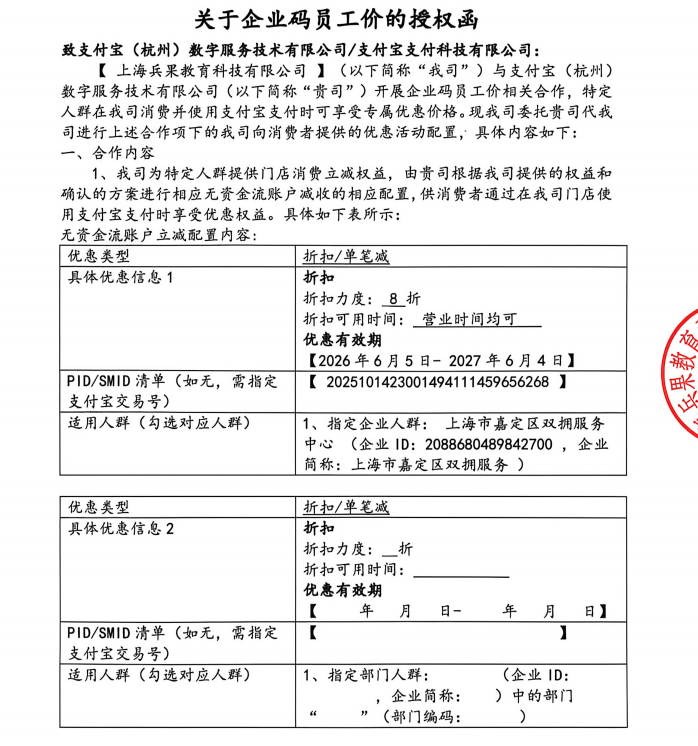 关于企业码员工价的授权函
致支付宝（杭州）数字服务技术有限公司/支付宝支付科技有限公司：
【 上海兵果教育科技有限公司 】（以下简称“我司”）与支付宝（杭州）
数字服务技术有限公司（以下简称“贵司”）开展企业码员工价相关合作，特定
人群在我司消费并使用支付宝支付时可享受专属优惠价格。现我司委托贵司代我
司进行上述合作项下的我司向消费者提供的优惠活动配置，具体内容如下：
一、合作内容
1、我司为特定人群提供门店消费立减权益，由贵司根据我司提供的权益和
确认的方案进行相应无资金流账户减收的相应配置，供消费者通过在我司门店使
用支付宝支付时享受优惠权益。具体如下表所示：
无资金流账户立减配置内容：
优惠类型 折扣/单笔减
具体优惠信息 1 折扣
折扣力度： 8 折
折扣可用时间： 营业时间均可
优惠有效期
【2026 年 6 月 5 日- 2027 年 6 月 4 日】
PID/SMID 清单（如无，需指定 【 2025101423001494111459656268 】
支付宝交易号）
适用人群（勾选对应人群） 1、指定企业人群： 上海市嘉定区双拥服务
中心 （企业 ID：2088680489842700 ，企业
简称：上海市嘉定区双拥服务 ）
优惠类型 折扣/单笔减
具体优惠信息 2 折扣
折扣力度：__折
折扣可用时间：__________
优惠有效期
【 年 月 日- 年 月 日】
PID/SMID 清单（如无，需指定 【 】
支付宝交易号）
适用人群（勾选对应人群） 1、指定部门人群： （企业 ID：
，企业简称： ）中的部门
“ ”（部门编码： ）
兵果教育